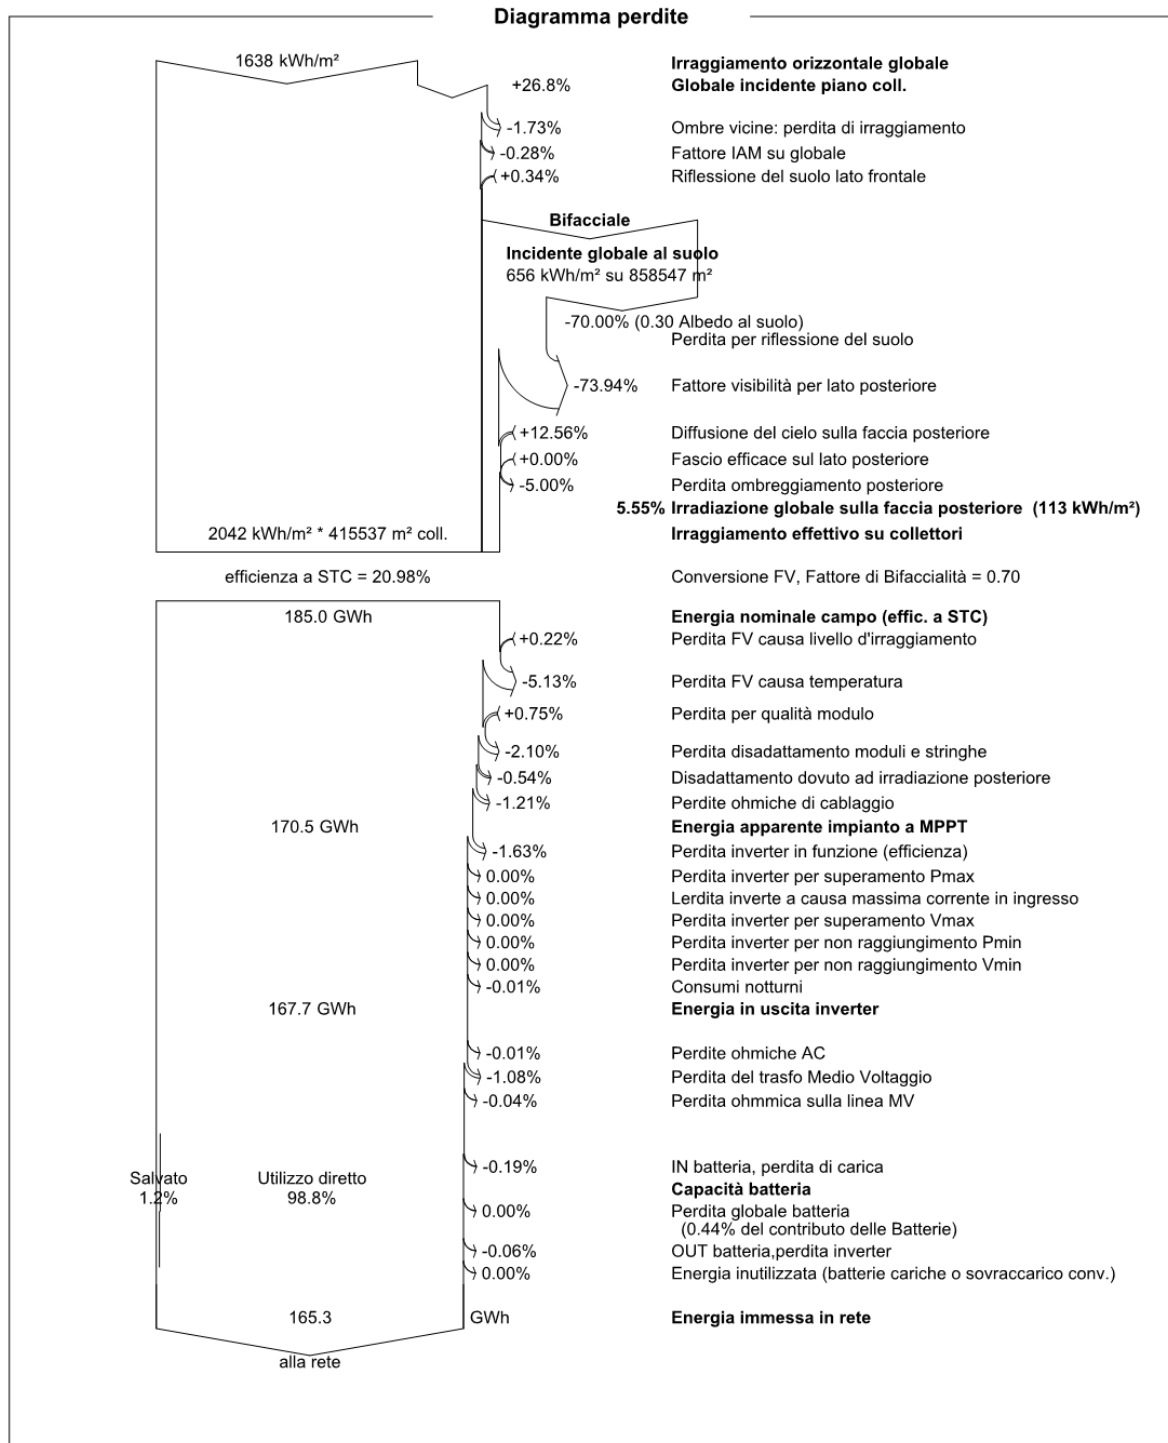 Diagramma perdite
1638 kWh/m² Irraggiamento orizzontale globale
+26.8% Globale incidente piano coll.
-1.73% Ombre vicine: perdita di irraggiamento
-0.28% Fattore IAM su globale
+0.34% Riflessione del suolo lato frontale
Bifacciale
Incidente globale al suolo
656 kWh/m² su 858547 m²
-70.00% (0.30 Albedo al suolo)
Perdita per riflessione del suolo
-73.94% Fattore visibilità per lato posteriore
+12.56% Diffusione del cielo sulla faccia posteriore
+0.00% Fascio efficace sul lato posteriore
-5.00% Perdita ombreggiamento posteriore
5.55% Irradiazione globale sulla faccia posteriore (113 kWh/m²)
2042 kWh/m² * 415537 m² coll. Irraggiamento effettivo su collettori
efficienza a STC = 20.98% Conversione FV, Fattore di Bifaccialità = 0.70
185.0 GWh Energia nominale campo (effic. a STC)
+0.22% Perdita FV causa livello d'irraggiamento
-5.13% Perdita FV causa temperatura
+0.75% Perdita per qualità modulo
-2.10% Perdita disadattamento moduli e stringhe
-0.54% Disadattamento dovuto ad irradiazione posteriore
-1.21% Perdite ohmiche di cablaggio
170.5 GWh Energia apparente impianto a MPPT
-1.63% Perdita inverter in funzione (efficienza)
0.00% Perdita inverter per superamento Pmax
0.00% Lerdita inverte a causa massima corrente in ingresso
0.00% Perdita inverter per superamento Vmax
0.00% Perdita inverter per non raggiungimento Pmin
0.00% Perdita inverter per non raggiungimento Vmin
-0.01% Consumi notturni
167.7 GWh Energia in uscita inverter
-0.01% Perdite ohmiche AC
-1.08% Perdita del trasfo Medio Voltaggio
-0.04% Perdita ohmmica sulla linea MV
-0.19% IN batteria, perdita di carica
Salvato Utilizzo diretto Capacità batteria
1.2% 98.8%
0.00% Perdita globale batteria
(0.44% del contributo delle Batterie)
-0.06% OUT batteria,perdita inverter
0.00% Energia inutilizzata (batterie cariche o sovraccarico conv.)
165.3 GWh Energia immessa in rete
alla rete